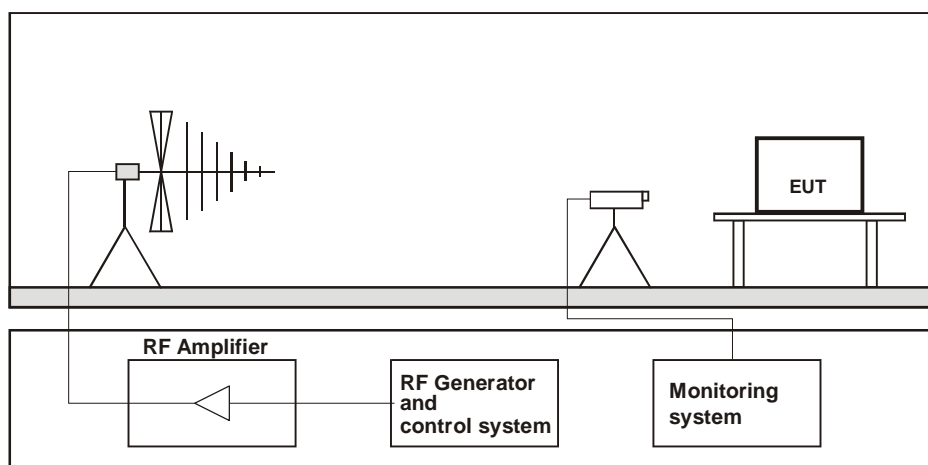 EUT
RF Amplifier
RF Generator
and
control system
Monitoring
system